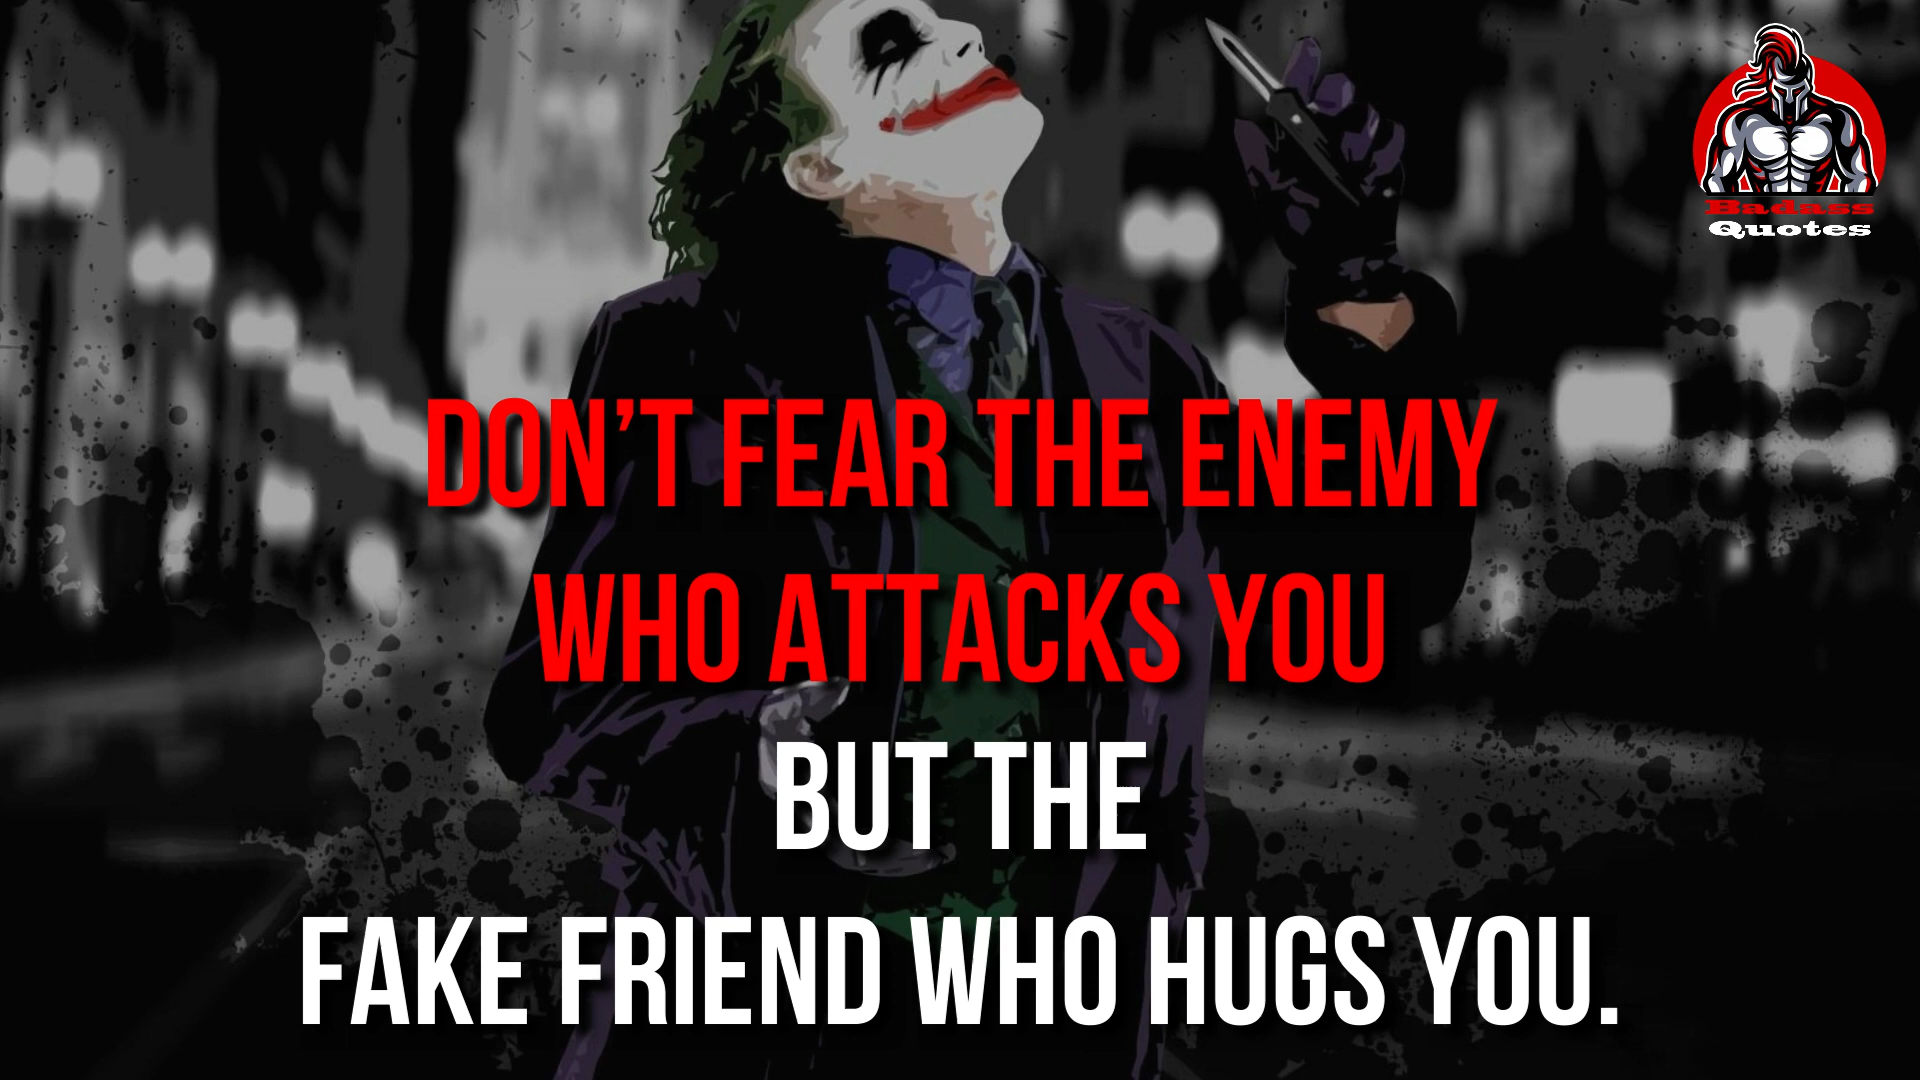 Badass
Quotes
DON’T FEAR THE ENEMY
WHO ATTACKS YOU
BUT THE
FAKE FRIEND WHO HUGS YOU.